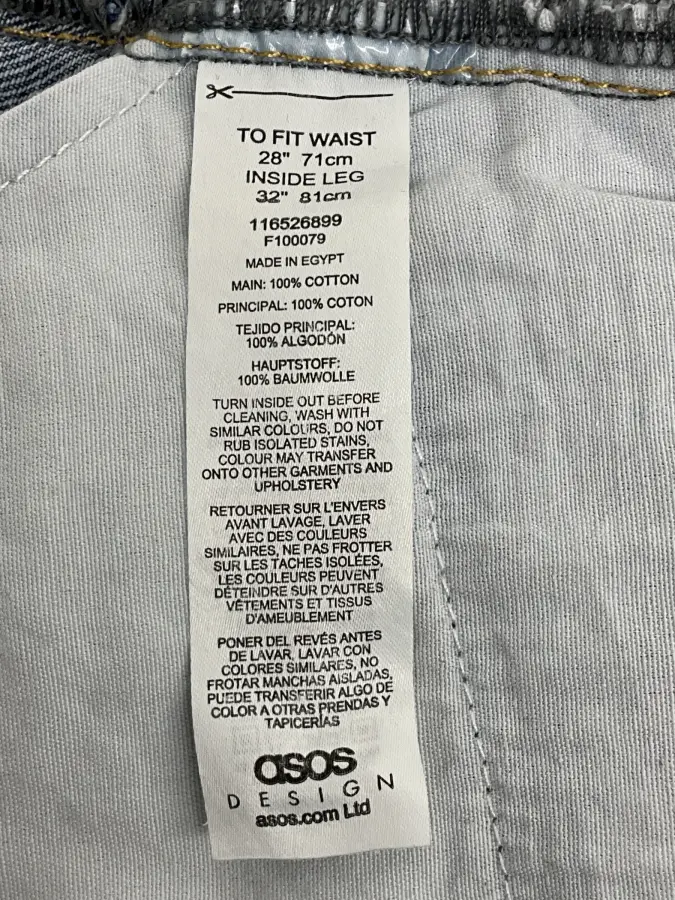 TO FIT WAIST
28" 71cm
INSIDE LEG
32" 81cm
116526899
F100079
MADE IN EGYPT
MAIN: 100% COTTON
PRINCIPAL: 100% COTON
TEJIDO PRINCIPAL:
100% ALGODÓN
HAUPTSTOFF:
100% BAUMWOLLE
TURN INSIDE OUT BEFORE
CLEANING, WASH WITH
SIMILAR COLOURS, DO NOT
RUB ISOLATED STAINS,
COLOUR MAY TRANSFER
ONTO OTHER GARMENTS AND
UPHOLSTERY
RETOURNER SUR L'ENVERS
AVANT LAVAGE, LAVER
AVEC DES COULEURS
SIMILAIRES, NE PAS FROTTER
SUR LES TACHES ISOLÉES,
LES COULEURS PEUVENT
DÉTEINDRE SUR D'AUTRES
VÊTEMENTS ET TISSUS
D'AMEUBLEMENT
PONER DEL REVÉS ANTES
DE LAVAR, LAVAR CON
COLORES SIMILARES, NO
FROTAR MANCHAS AISLADAS,
PUEDE TRANSFERIR ALGO DE
COLOR A OTRAS PRENDAS Y
TAPICERÍAS
asos
DESIGN
asos.com Ltd